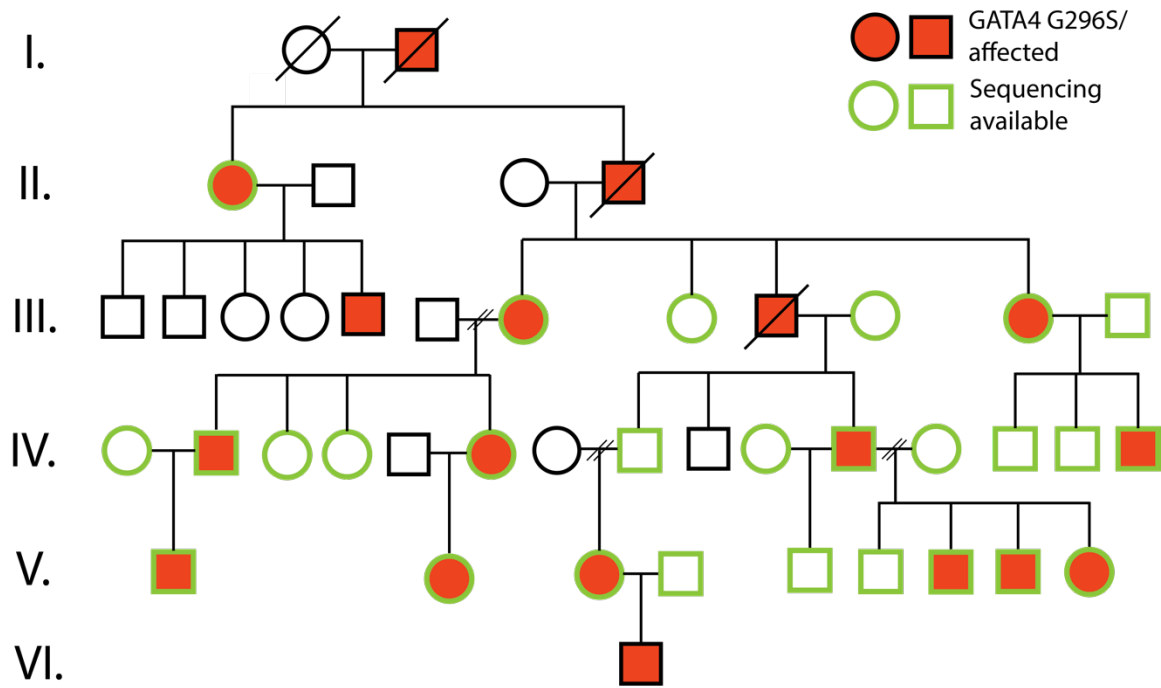 I.
GATA4 G296S/
affected
Sequencing
available
II.
III.
IV.
V.
VI.